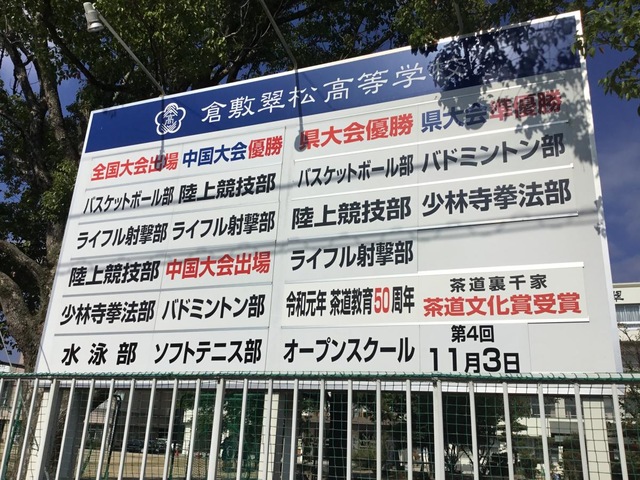 倉敷翠松高等学校
全国大会出場 中国大会優勝
バスケットボール部 陸上競技部
ライフル射撃部 ライフル射撃部
陸上競技部 中国大会出場
少林寺拳法部 バドミントン部
水泳部 ソフトテニス部
県大会優勝 県大会準優勝
バスケットボール部 バドミントン部
陸上競技部 少林寺拳法部
ライフル射撃部
令和元年 茶道教育50周年
茶道裏千家
茶道文化賞受賞
オープンスクール
第4回
11月3日